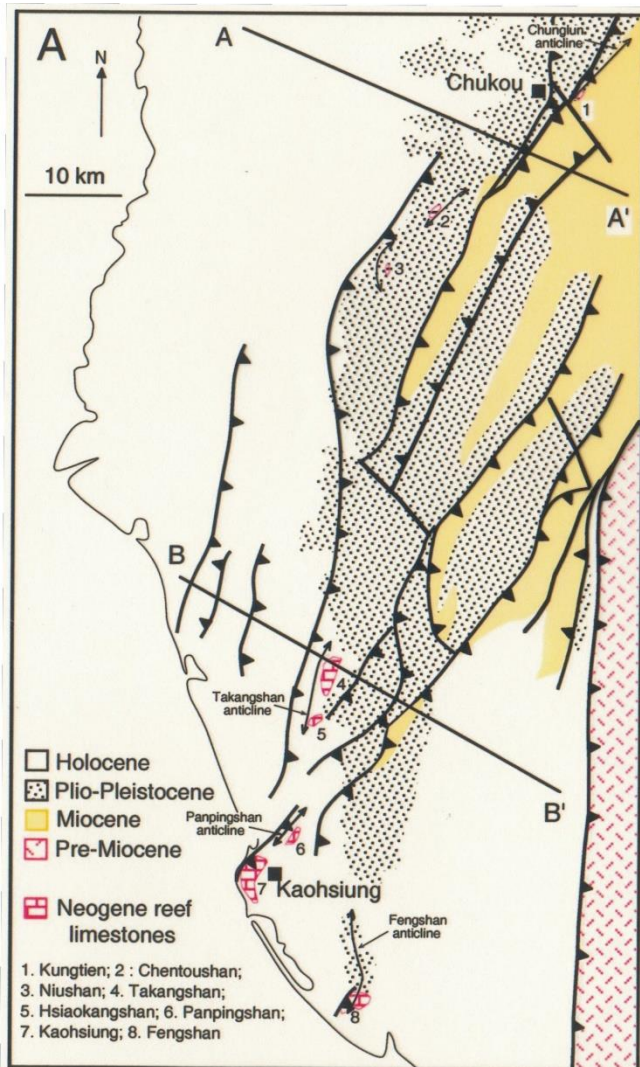 A
N
10 km
A
Chunglun
anticline
Chukou
1
A'
2
3
B
4
Takangshan
anticline
5
B'
Holocene
Plio-Pleistocene
Miocene
Pre-Miocene
Neogene reef
limestones
Panpingshan
anticline
6
7
Kaohsiung
Fengshan
anticline
8
1. Kungtien; 2 : Chentoushan;
3. Niushan; 4. Takangshan;
5. Hsiaokangshan; 6. Panpingshan;
7. Kaohsiung; 8. Fengshan